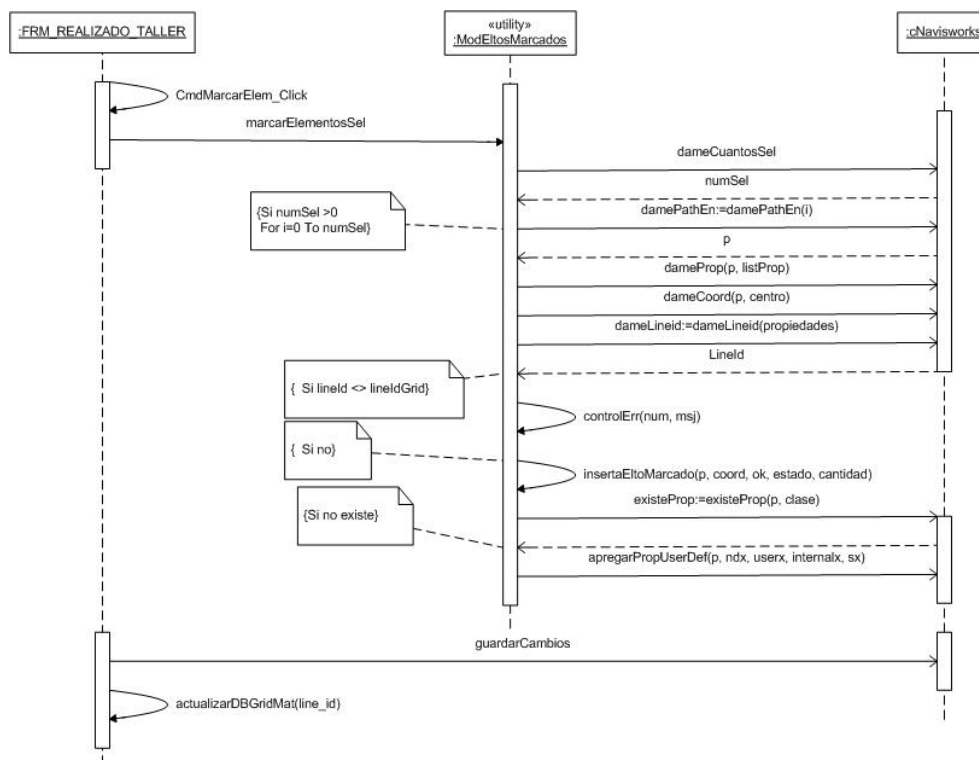 :FRM_REALIZADO_TALLER
«utility»
:ModEltosMarcados
:cNavisworks
CmdMarcarElem_Click
marcarElementosSel
dameCuantosSel
numSel
{Si numSel >0
For i=0 To numSel}
damePathEn:=damePathEn(i)
p
dameProp(p, listProp)
dameCoord(p, centro)
dameLineid:=dameLineid(propiedades)
LineId
{ Si lineId <> lineIdGrid}
controlErr(num, msj)
{ Si no}
insertaEltoMarcado(p, coord, ok, estado, cantidad)
existeProp:=existeProp(p, clase)
{Si no existe}
apregarPropUserDef(p, ndx, userx, internalx, sx)
guardarCambios
actualizarDBGridMat(line_id)